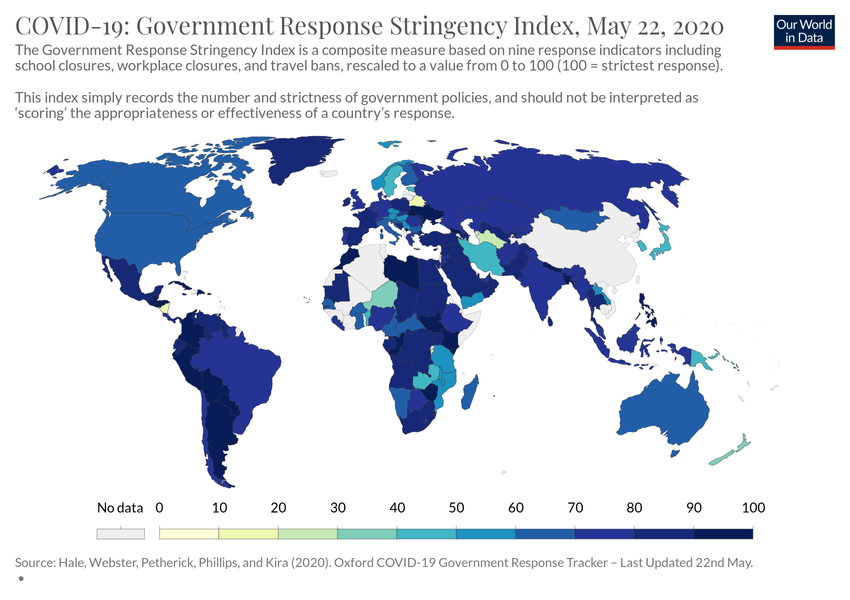 COVID-19: Government Response Stringency Index, May 22, 2020
Our World
in Data
The Government Response Stringency Index is a composite measure based on nine response indicators including
school closures, workplace closures, and travel bans, rescaled to a value from 0 to 100 (100 = strictest response).
This index simply records the number and strictness of government policies, and should not be interpreted as
‘scoring’ the appropriateness or effectiveness of a country’s response.
No data 0 10 20 30 40 50 60 70 80 90 100
Source: Hale, Webster, Petherick, Phillips, and Kira (2020). Oxford COVID-19 Government Response Tracker – Last Updated 22nd May.
•